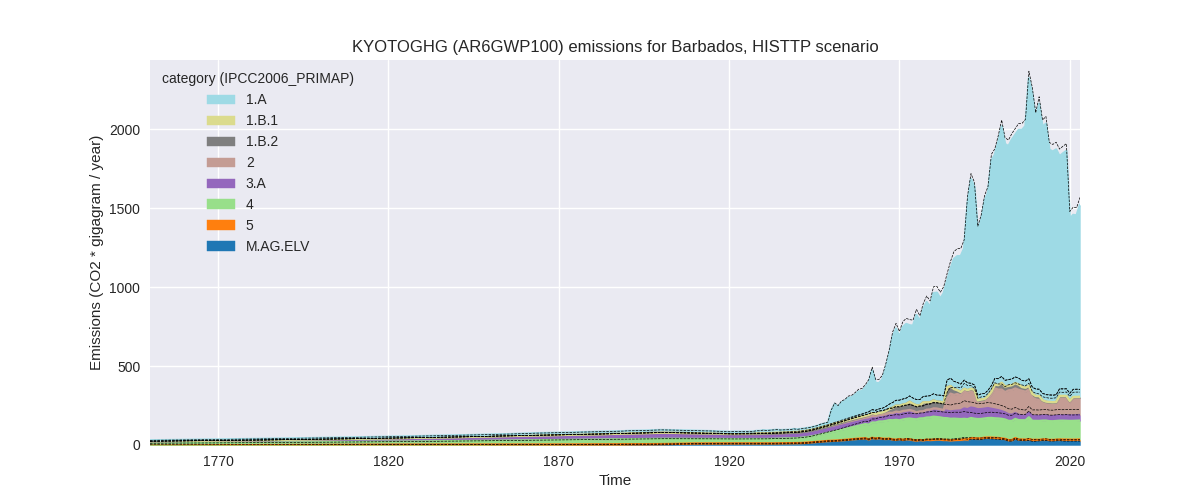 KYOTOGHG (AR6GWP100) emissions for Barbados, HISTTP scenario
category (IPCC2006_PRIMAP)
1.A
1.B.1
1.B.2
2
3.A
4
5
M.AG.ELV
Emissions (CO2 * gigagram / year)
2000
1500
1000
500
0
1770
1820
1870
1920
1970
2020
Time